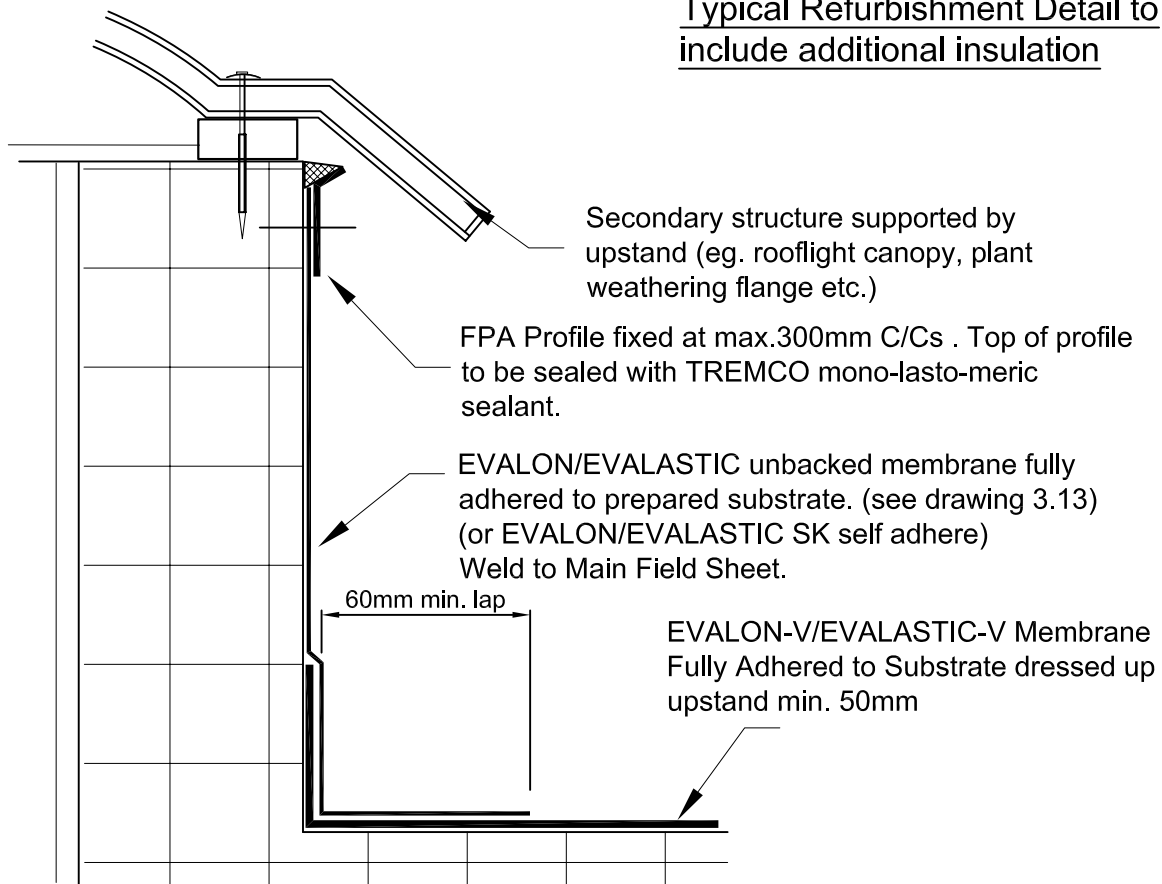 Typical Refurbishment Detail to
include additional insulation
Secondary structure supported by
upstand (eg. rooflight canopy, plant
weathering flange etc.)
FPA Profile fixed at max.300mm C/Cs . Top of profile
to be sealed with TREMCO mono-lasto-meric
sealant.
EVALON/EVALASTIC unbacked membrane fully
adhered to prepared substrate. (see drawing 3.13)
(or EVALON/EVALASTIC SK self adhere)
Weld to Main Field Sheet.
60mm min. lap
EVALON-V/EVALASTIC-V Membrane
Fully Adhered to Substrate dressed up
upstand min. 50mm